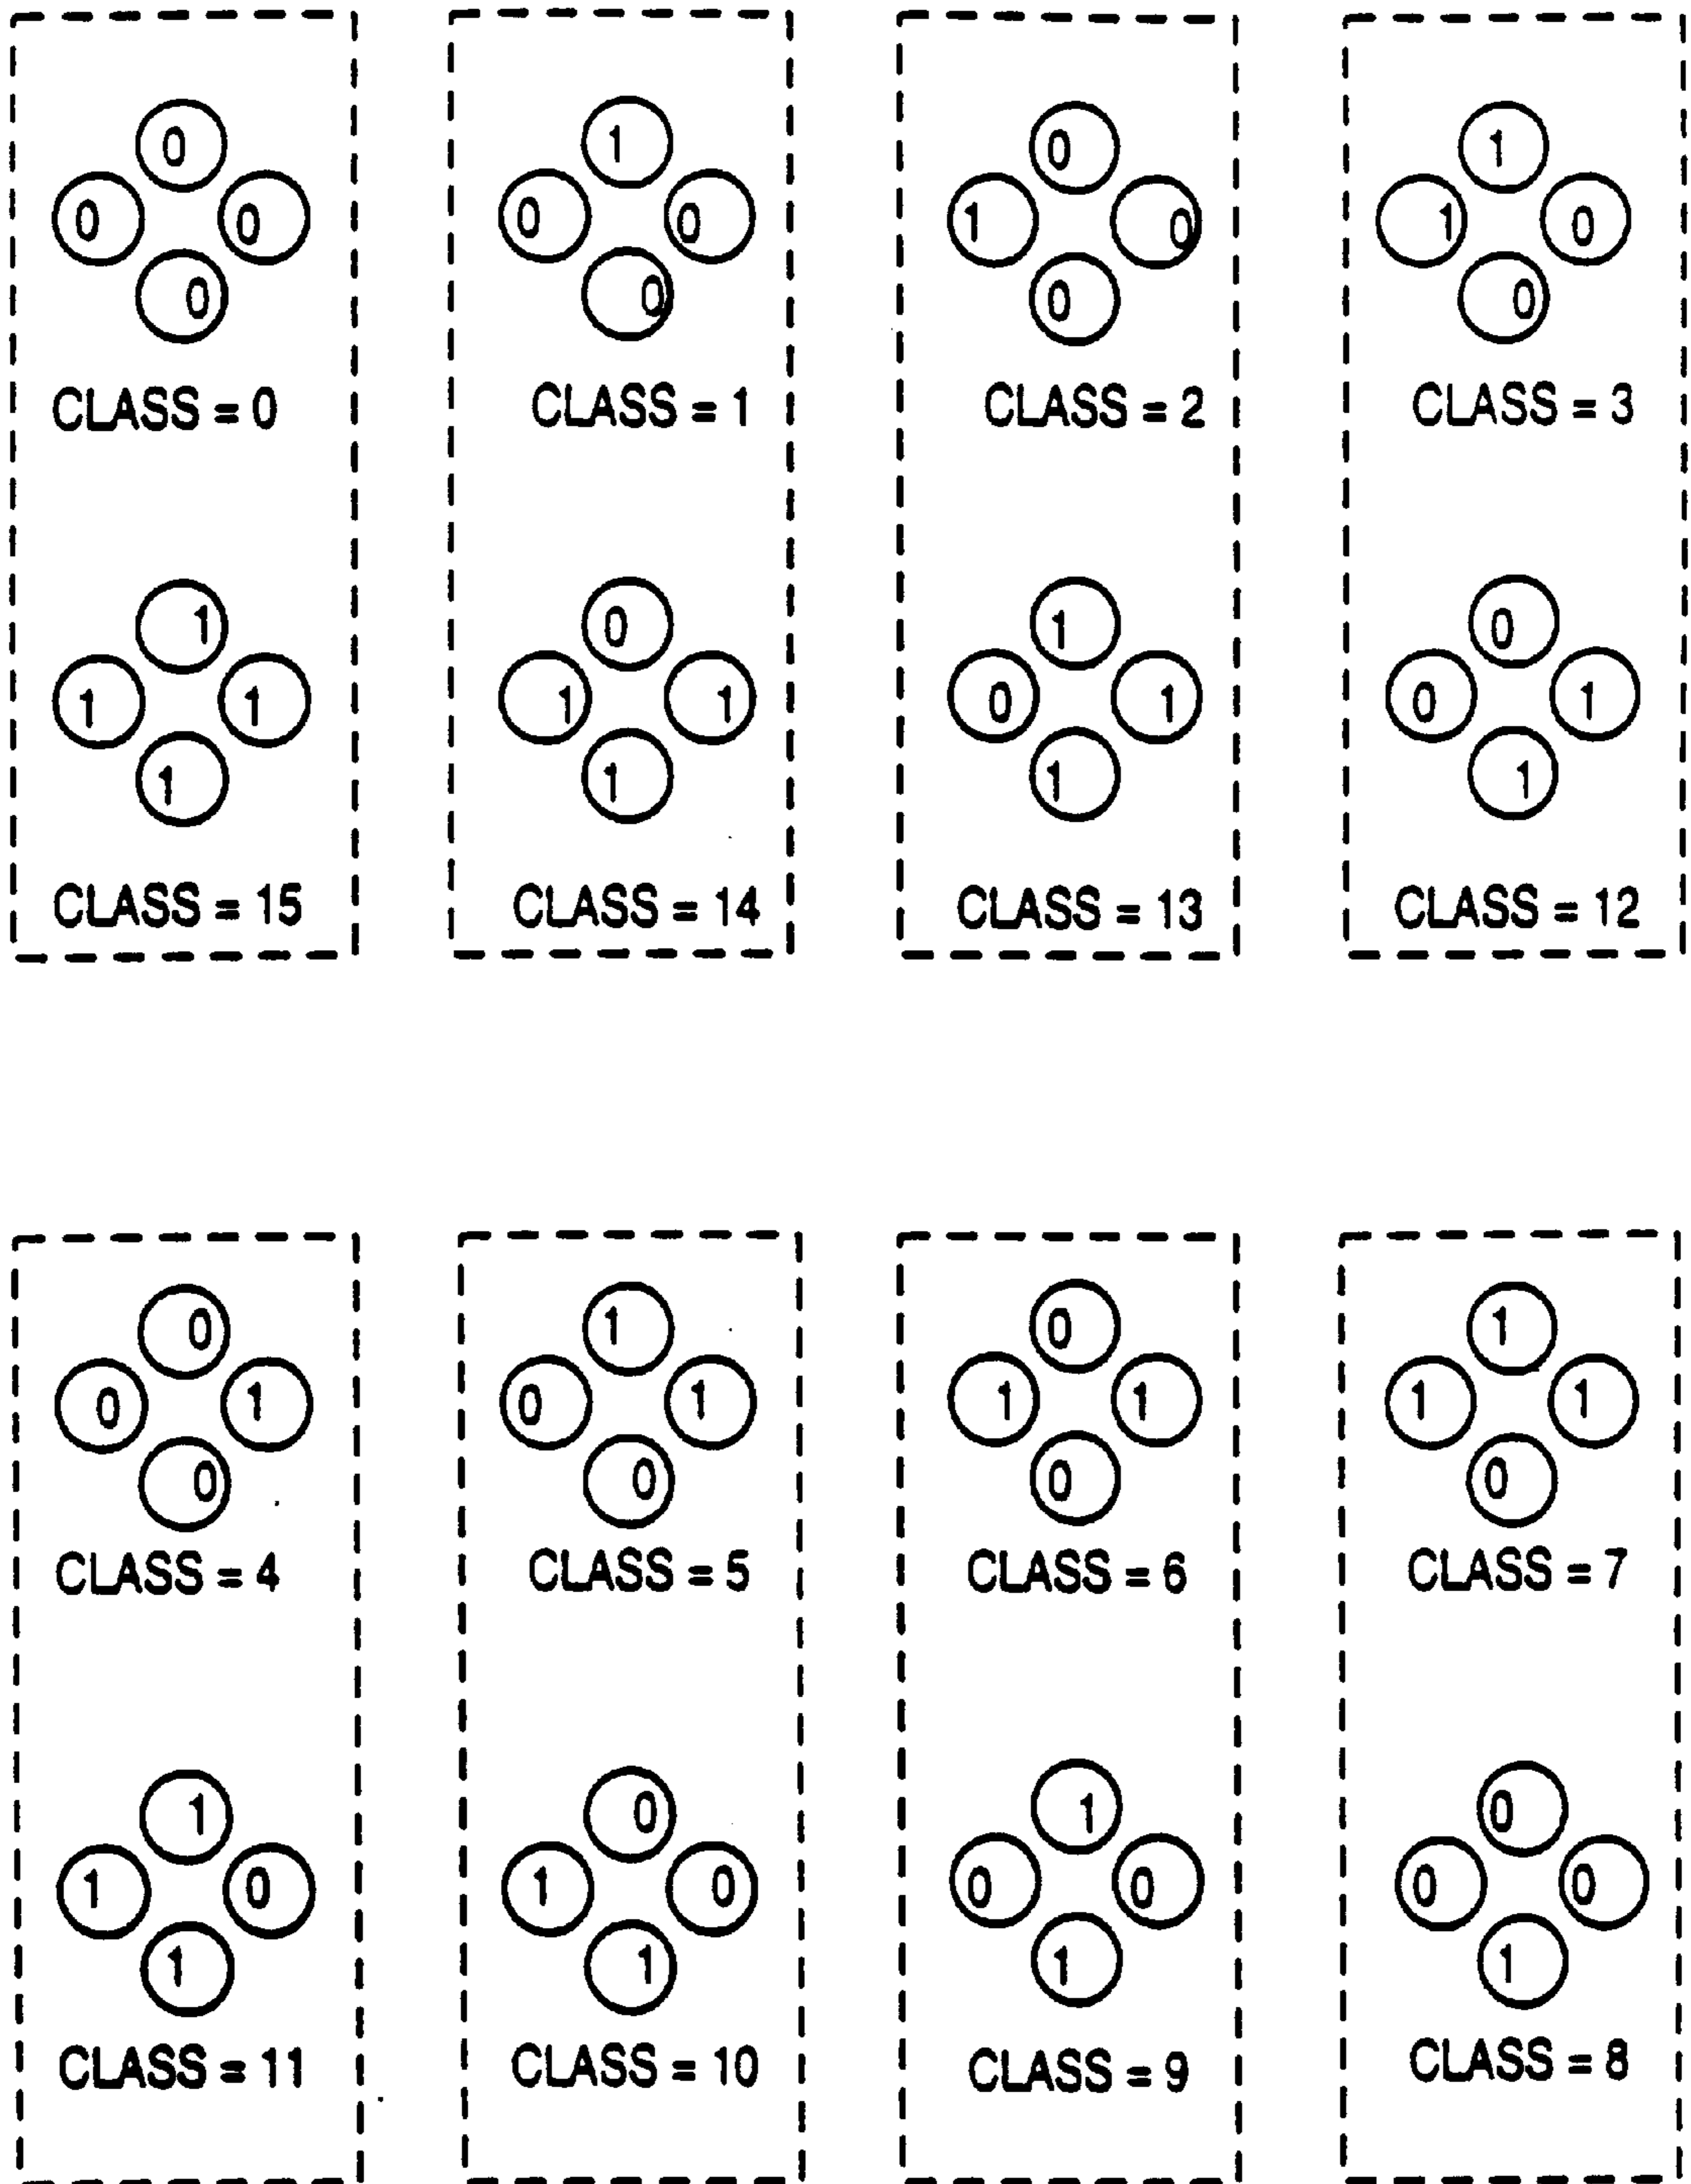 0 1 0 1
0 0 0 0 1 0 1 0
0 0 0 0
CLASS = 0 CLASS = 1 CLASS = 2 CLASS = 3
1 0 1 0
1 1 1 1 0 1 0 1
1 1 1 1
CLASS = 15 CLASS = 14 CLASS = 13 CLASS = 12
0 1 0 1
0 1 0 1 1 1 1 1
0 0 0 0
CLASS = 4 CLASS = 5 CLASS = 6 CLASS = 7
1 0 1 0
1 0 1 0 0 0 0 0
1 1 1 1
CLASS = 11 CLASS = 10 CLASS = 9 CLASS = 8